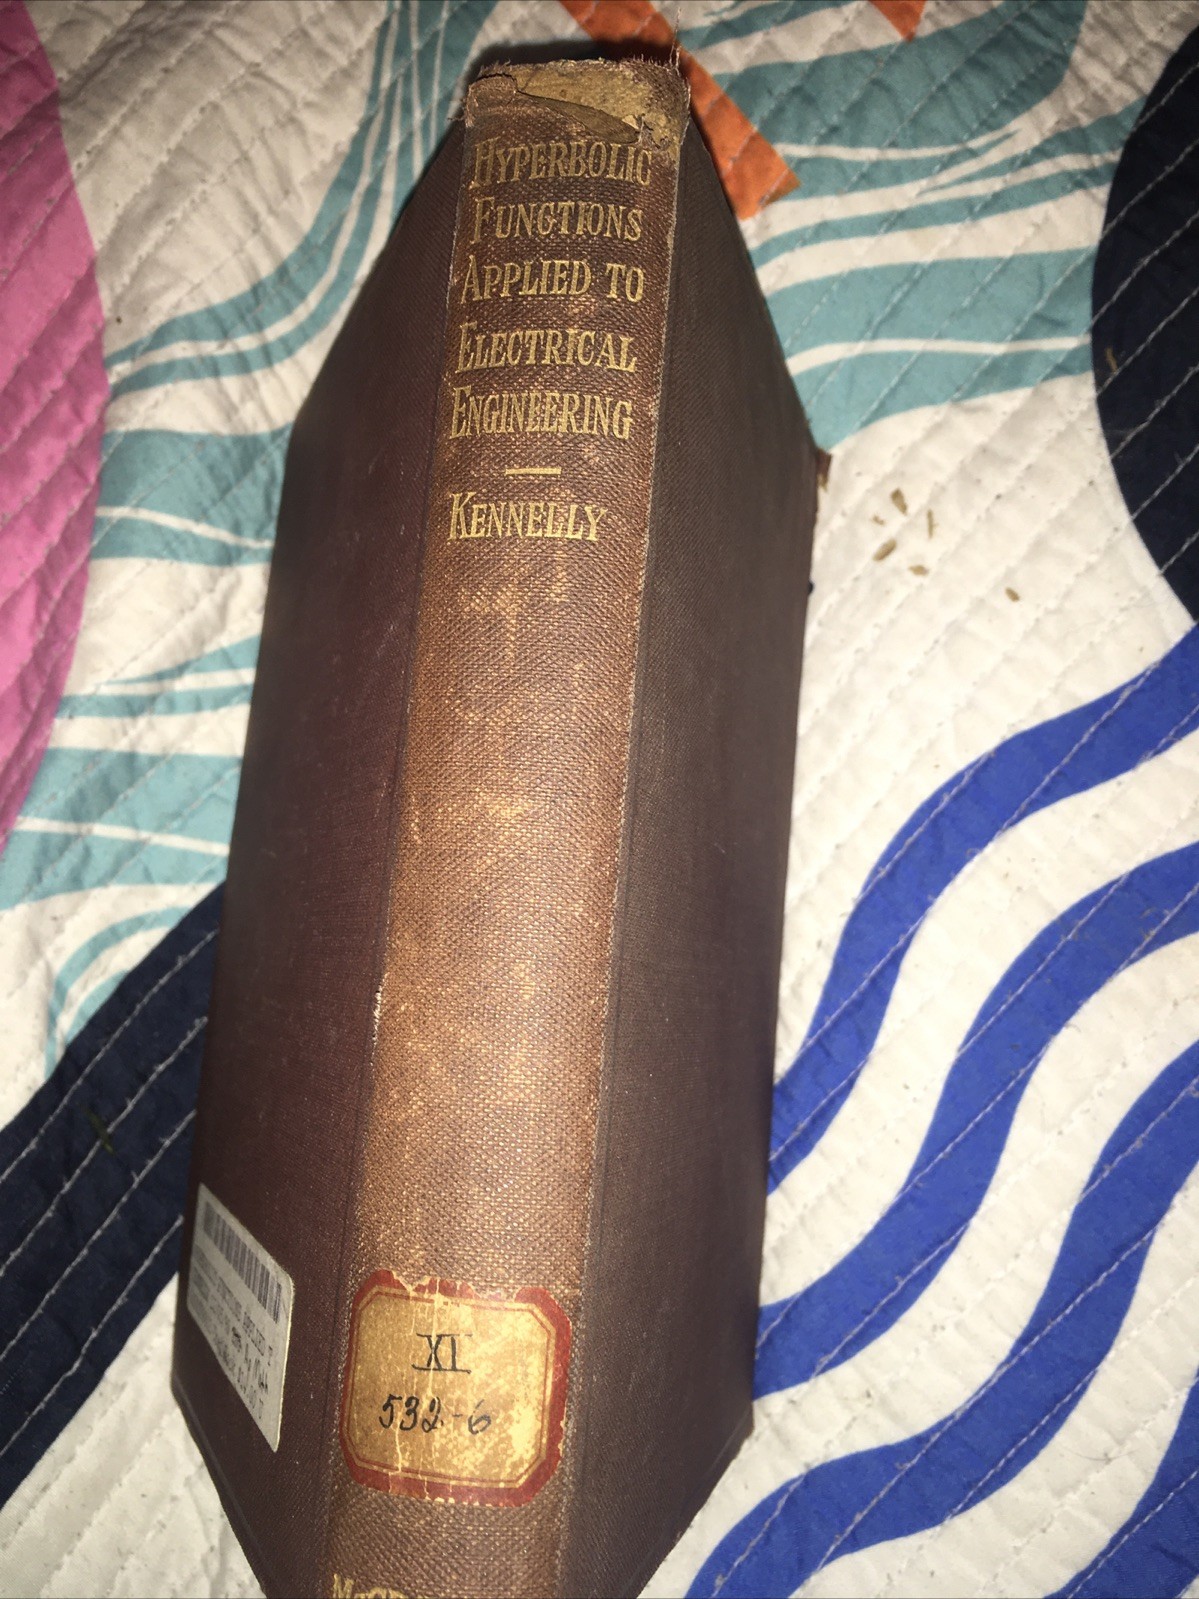 HYPERBOLIC
FUNCTIONS
APPLIED TO
ELECTRICAL
ENGINEERING
KENNELLY
XI
532-6